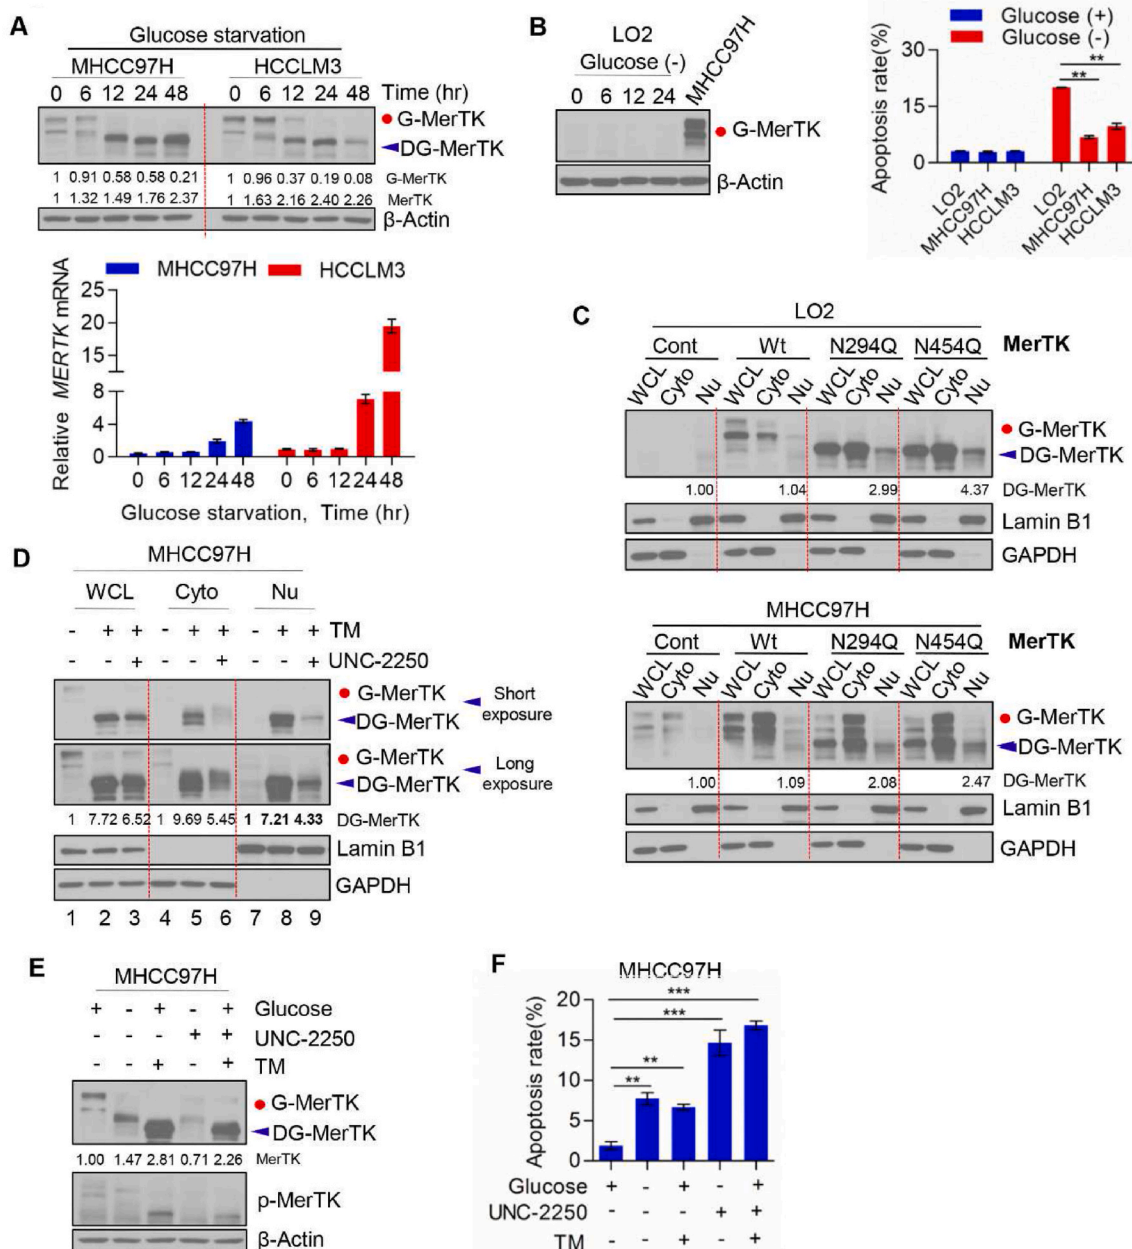 A
Glucose starvation
MHCC97H HCCLM3
0 6 12 24 48 0 6 12 24 48 Time (hr)
G-MerTK
DG-MerTK
1 0.91 0.58 0.58 0.21 1 0.96 0.37 0.19 0.08 G-MerTK
1 1.32 1.49 1.76 2.37 1 1.63 2.16 2.40 2.26 MerTK
β-Actin
MHCC97H HCCLM3
Relative MERTK mRNA
25
20
15
8
4
0
0 6 12 24 48 0 6 12 24 48
Glucose starvation, Time (hr)
B
LO2
Glucose (-)
MHCC97H
0 6 12 24
G-MerTK
β-Actin
Glucose (+)
Glucose (-)
Apoptosis rate(%)
30
15
0
** **
LO2 MHCC97H HCCLM3 LO2 MHCC97H HCCLM3
C
LO2
Cont Wt N294Q N454Q MerTK
WCL Cyto Nu WCL Cyto Nu WCL Cyto Nu WCL Cyto Nu
G-MerTK
DG-MerTK
1.00 1.04 2.99 4.37 DG-MerTK
Lamin B1
GAPDH
MHCC97H
Cont Wt N294Q N454Q MerTK
WCL Cyto Nu WCL Cyto Nu WCL Cyto Nu WCL Cyto Nu
G-MerTK
DG-MerTK
1.00 1.09 2.08 2.47 DG-MerTK
Lamin B1
GAPDH
D
MHCC97H
WCL Cyto Nu
- + + - + + - + + TM
- - + - - + - - + UNC-2250
G-MerTK
DG-MerTK
Short exposure
G-MerTK
DG-MerTK
Long exposure
1 7.72 6.52 1 9.69 5.45 1 7.21 4.33 DG-MerTK
Lamin B1
GAPDH
1 2 3 4 5 6 7 8 9
E
MHCC97H
+ - + - + Glucose
- - - + + UNC-2250
- - + - + TM
G-MerTK
DG-MerTK
1.00 1.47 2.81 0.71 2.26 MerTK
p-MerTK
β-Actin
F
MHCC97H
Apoptosis rate(%)
20
15
10
5
0
***
***
**
**
Glucose + - + - +
UNC-2250 - - - + +
TM - - + - +